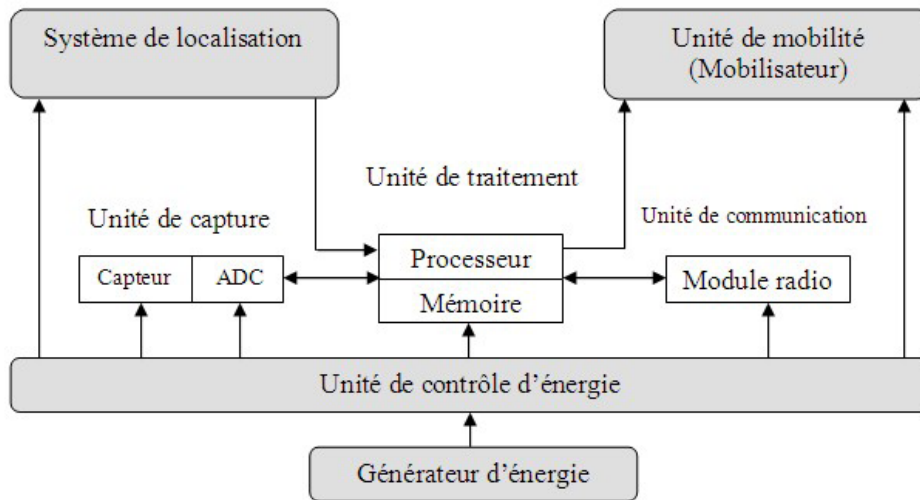 Système de localisation
Unité de mobilité
(Mobilisateur)
Unité de traitement
Unité de capture
Unité de communication
Capteur
ADC
Processeur
Mémoire
Module radio
Unité de contrôle d’énergie
Générateur d’énergie